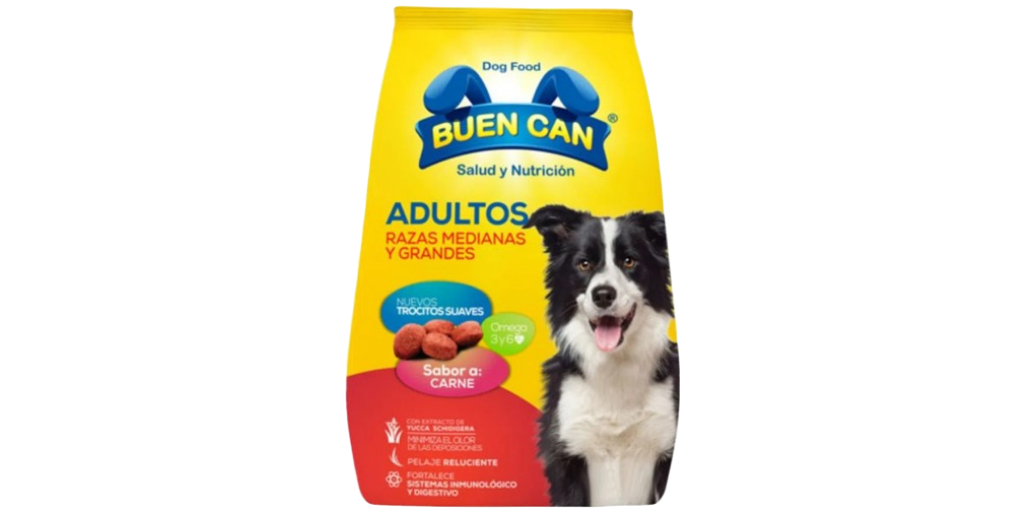 Dog Food
BUEN CAN®
Salud y Nutrición
ADULTOS
RAZAS MEDIANAS
Y GRANDES
NUEVOS
TROCITOS SUAVES
Omega
3 y 6
Sabor a:
CARNE
CON EXTRACTO DE
YUCCA SCHIDIGERA
MINIMIZA EL OLOR
DE LAS DEPOSICIONES
PELAJE RELUCIENTE
FORTALECE
SISTEMAS INMUNOLÓGICO
Y DIGESTIVO